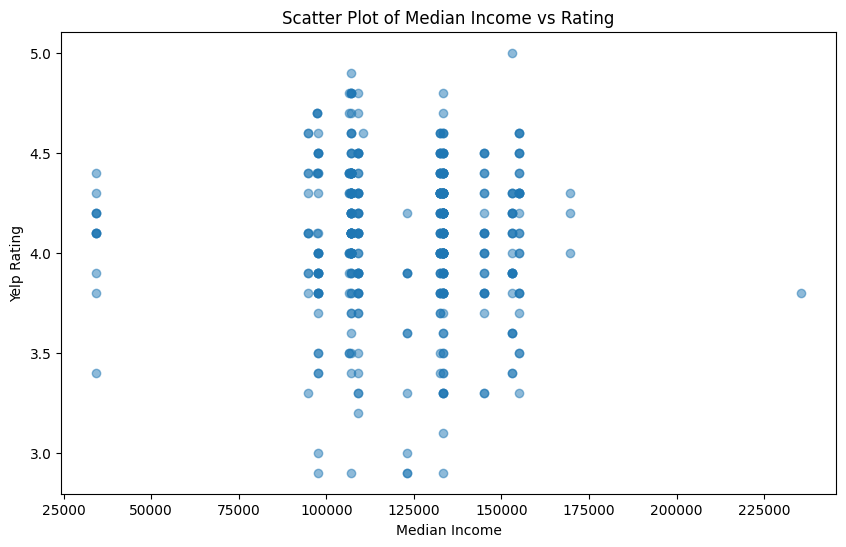 Scatter Plot of Median Income vs Rating
5.0
4.5
4.0
3.5
3.0
Yelp Rating
25000 50000 75000 100000 125000 150000 175000 200000 225000
Median Income